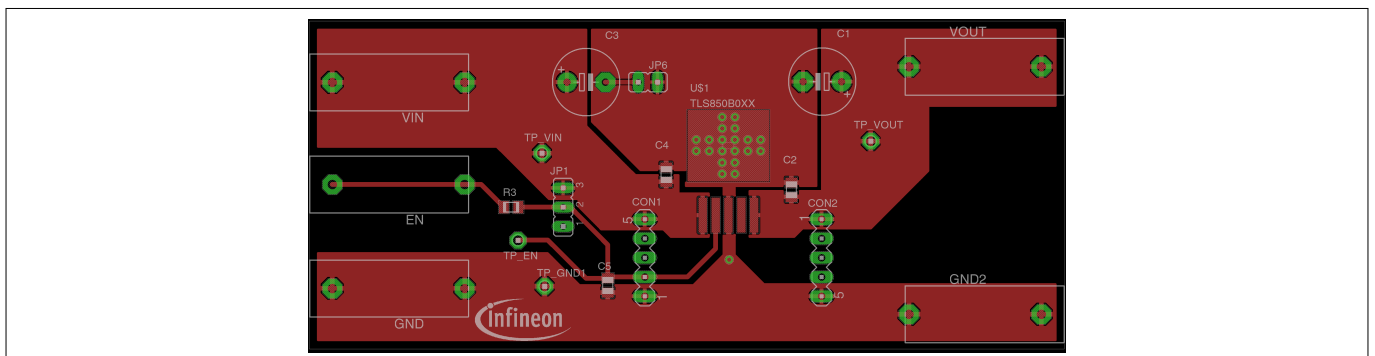 C3
C1
VOUT
+
JP6
U$1
TLS850B0XX
+
VIN
TP_VIN
TP_VOUT
C4
C2
JP1
3
R3
2
CON1
CON2
EN
1
5
1
TP_EN
TP_GND1
C5
GND2
1
5
GND
infineon